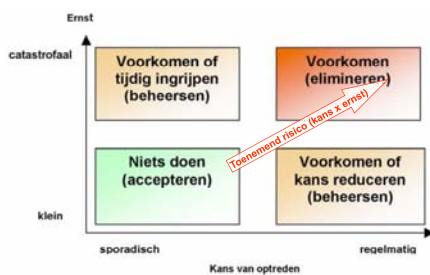 Ernst
catastrofaal
Voorkomen of
tijdig ingrijpen
(beheersen)
Voorkomen
(elimineren)
Toenemend risico (kans x ernst)
Niets doen
(accepteren)
Voorkomen of
kans reduceren
(beheersen)
klein
sporadisch
regelmatig
Kans van optreden